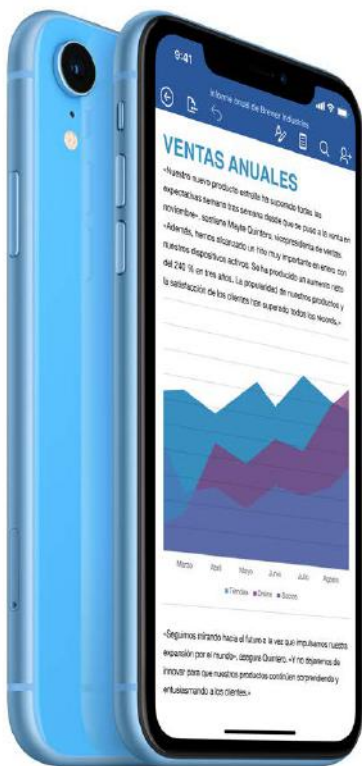 9:41
Informe anual de Bremor Industries
VENTAS ANUALES
«Nuestro nuevo producto estrella ha superado todas las
expectativas semana tras semana desde que se puso a la venta en
noviembre», sostiene Mayte Quintero, vicepresidenta de ventas.
«Además, hemos alcanzado un hito muy importante en enero con
nuestros dispositivos activos. Se ha producido un aumento neto
del 240 % en tres años. La popularidad de nuestros productos y
la satisfacción de los clientes han superado todos los récords.»
Marzo Abril Mayo Junio Julio Agosto
Tiendas Online Socios
«Seguimos mirando hacia el futuro a la vez que impulsamos nuestra
expansión por el mundo», asegura Quintero. «Y no dejaremos de
innovar para que nuestros productos continúen sorprendiendo y
entusiasmando a los clientes.»